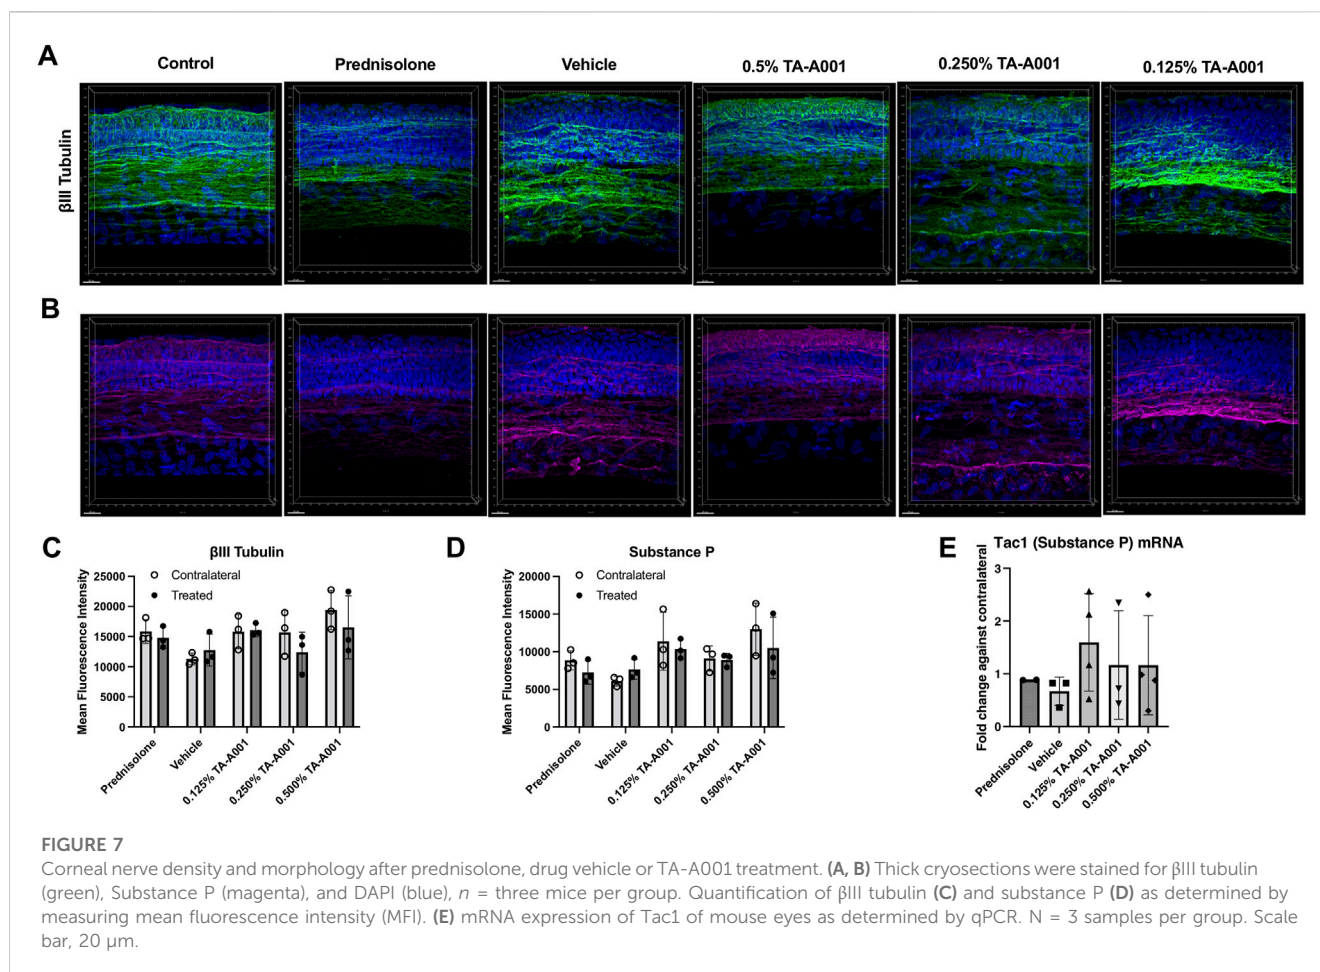 A
Control
Prednisolone
Vehicle
0.5% TA-A001
0.250% TA-A001
0.125% TA-A001
βIII Tubulin
B
C
βIII Tubulin
Mean Fluorescence Intensity
25000
20000
15000
10000
5000
0
Contralateral
Treated
Prednisolone
Vehicle
0.125% TA-A001
0.250% TA-A001
0.500% TA-A001
D
Substance P
Mean Fluorescence Intensity
20000
15000
10000
5000
0
Contralateral
Treated
Prednisolone
Vehicle
0.125% TA-A001
0.250% TA-A001
0.500% TA-A001
E
Tac1 (Substance P) mRNA
Fold change against contralateral
3
2
1
0
Prednisolone
Vehicle
0.125% TA-A001
0.250% TA-A001
0.500% TA-A001
FIGURE 7
Corneal nerve density and morphology after prednisolone, drug vehicle or TA-A001 treatment. (A, B) Thick cryosections were stained for βIII tubulin
(green), Substance P (magenta), and DAPI (blue), n = three mice per group. Quantification of βIII tubulin (C) and substance P (D) as determined by
measuring mean fluorescence intensity (MFI). (E) mRNA expression of Tac1 of mouse eyes as determined by qPCR. N = 3 samples per group. Scale
bar, 20 μm.